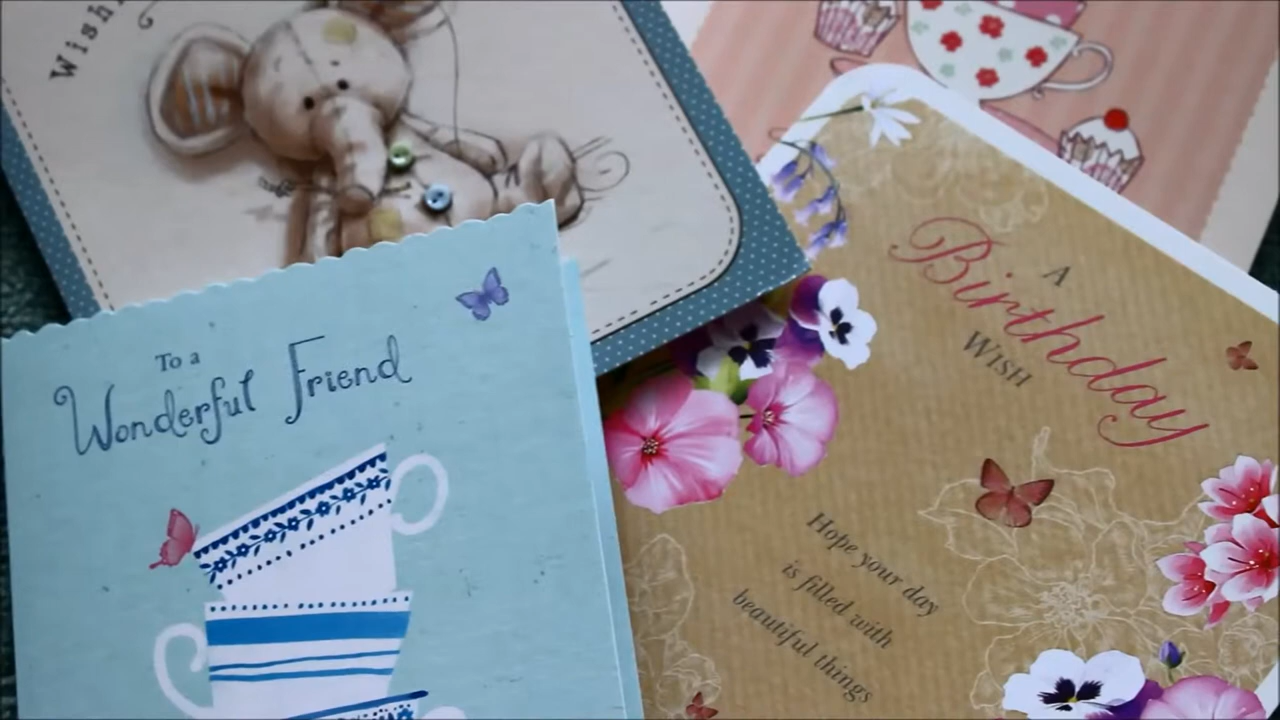 To a
Wonderful Friend
A
Birthday
WISH
Hope your day
is filled with
beautiful things